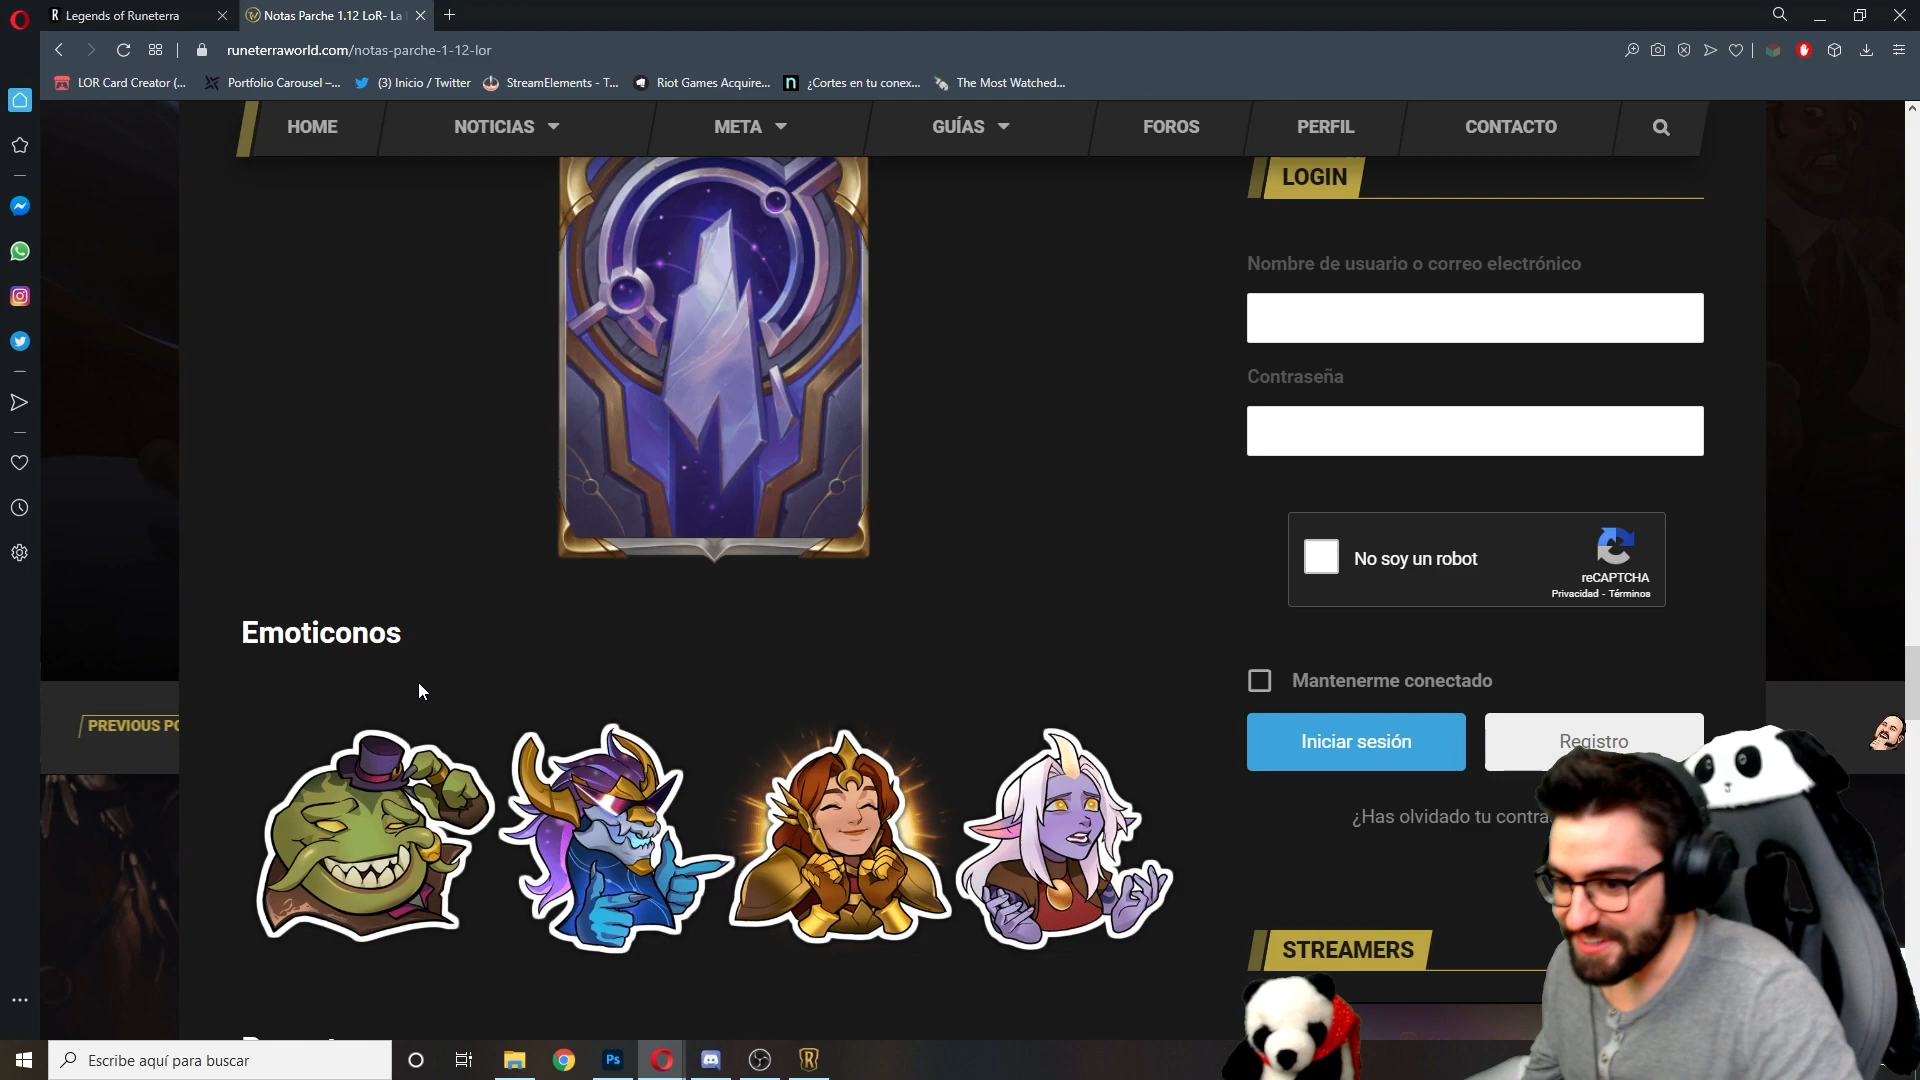 Legends of Runeterra
Notas Parche 1.12 LoR- La
runeterraworld.com/notas-parche-1-12-lor
LOR Card Creator (...
Portfolio Carousel –...
(3) Inicio / Twitter
StreamElements - T...
Riot Games Acquire...
¿Cortes en tu conex...
The Most Watched...
HOME
NOTICIAS
META
GUÍAS
FOROS
PERFIL
CONTACTO
LOGIN
Nombre de usuario o correo electrónico
Contraseña
No soy un robot
reCAPTCHA
Privacidad - Términos
Emoticonos
Mantenerme conectado
PREVIOUS PO
Iniciar sesión
Registro
¿Has olvidado tu contra
STREAMERS
Escribe aquí para buscar
Ps